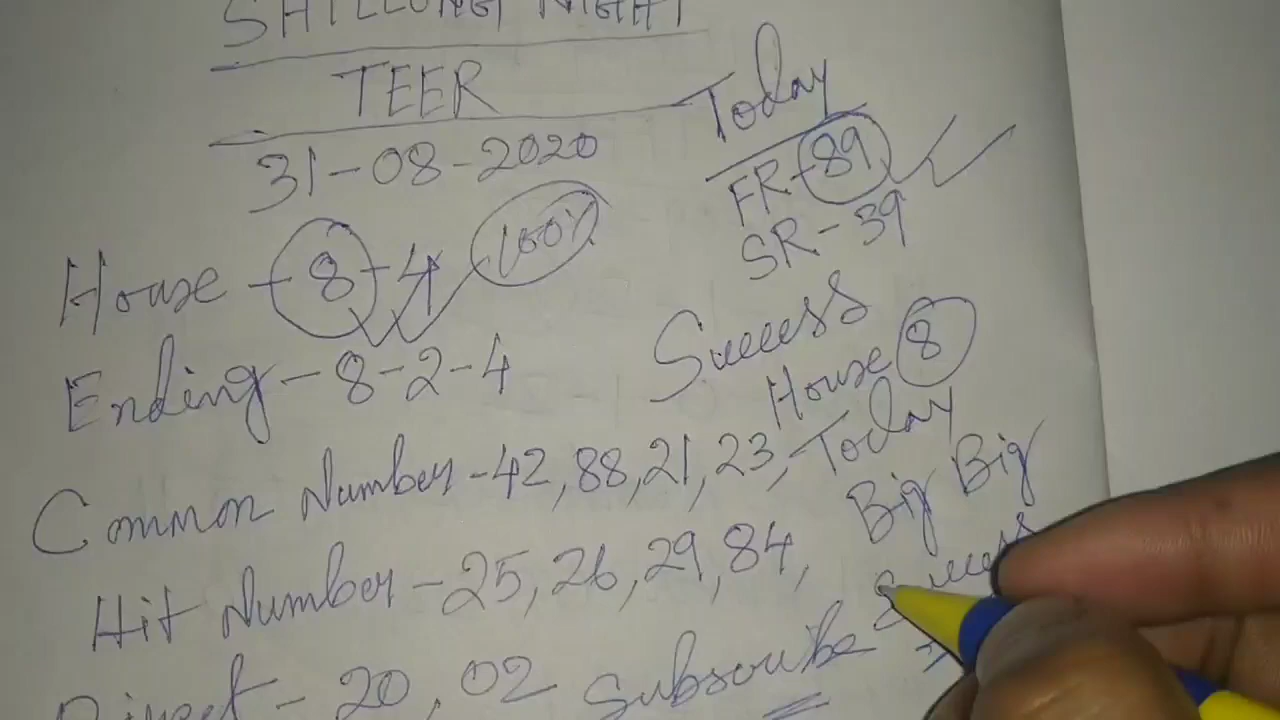 SHILLONG NIGHT
TEER
31-08-2020
House - 8 - 4 100%
Ending - 8-2-4
Common Number - 42, 88, 21, 23,
Hit Number - 25, 26, 29, 84,
Direct - 20, 02
Today
FR - 89
SR - 39
Success
House 8
Today
Big Big
Success
Subscribe